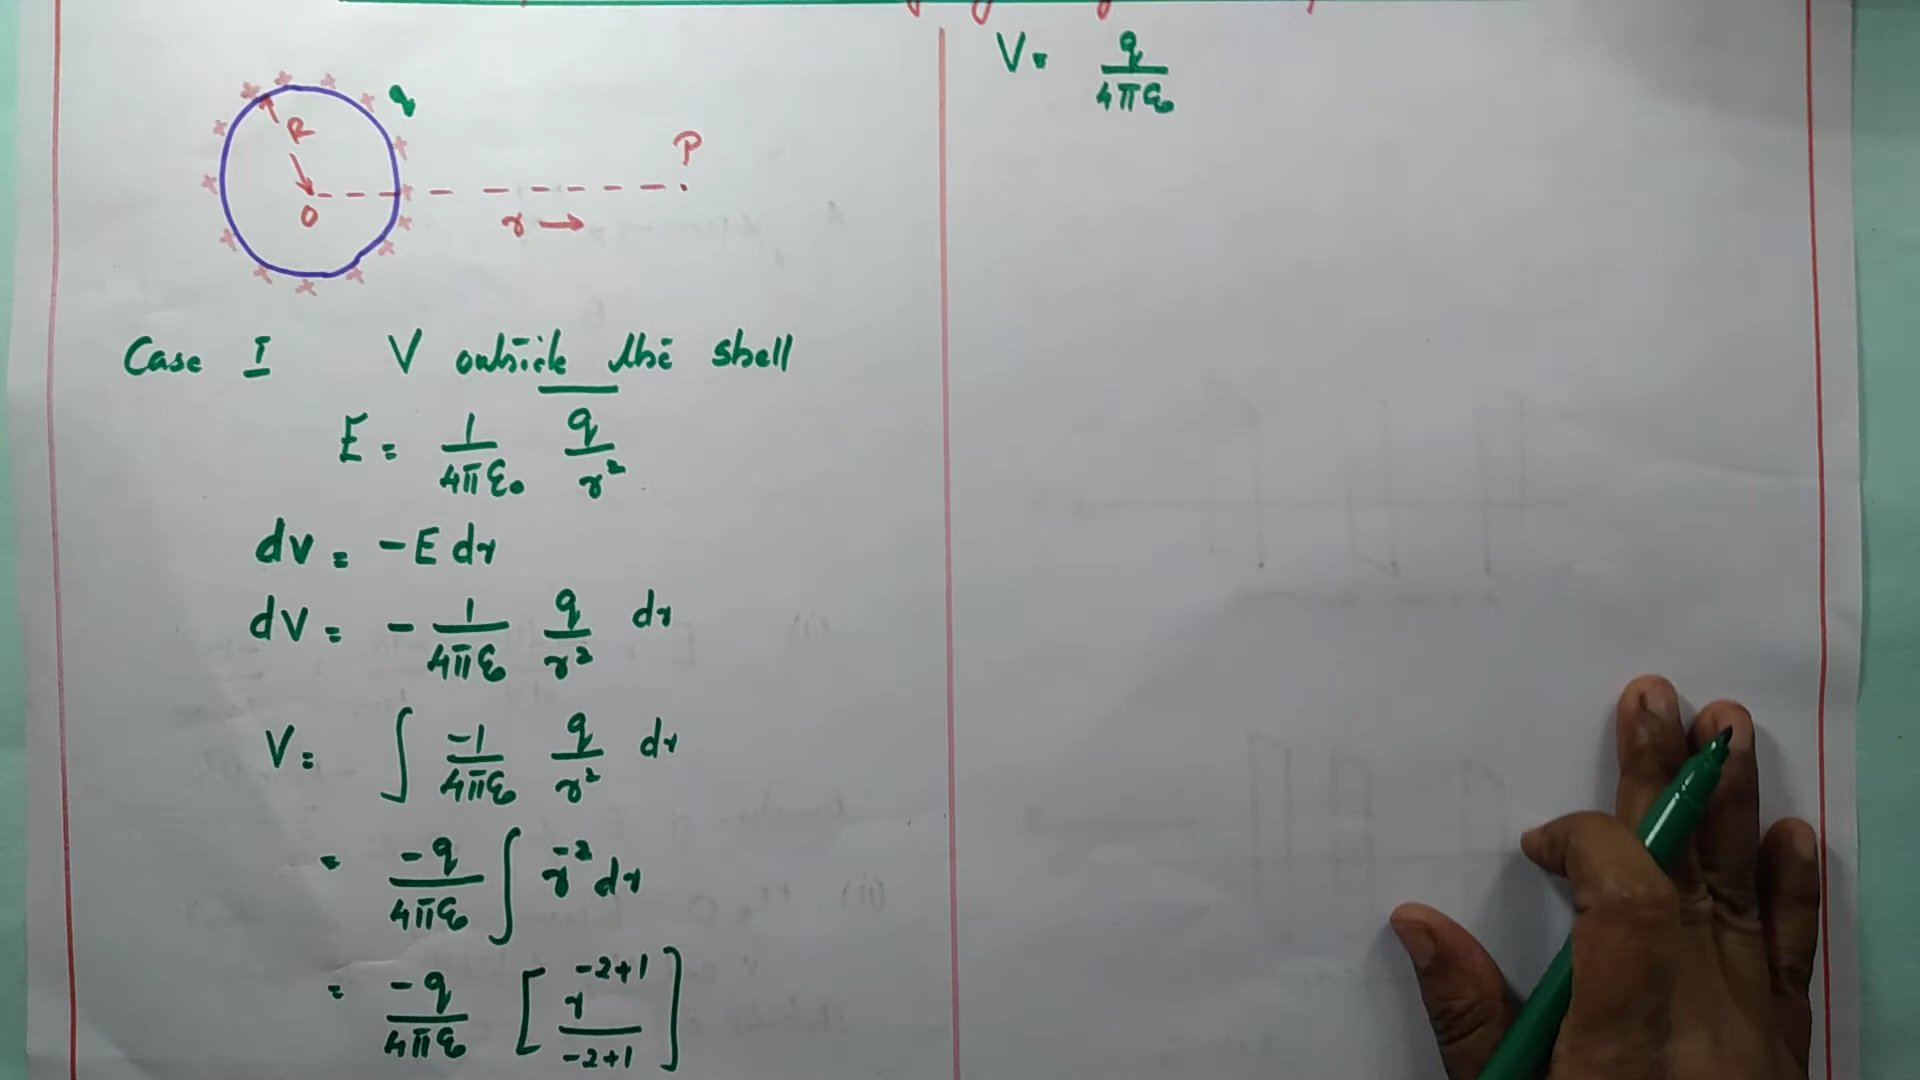 q
R
P
O
r →
Case I V outside the shell
E = 1/4πε₀ q/r²
dv = -E dr
dV = - 1/4πε₀ q/r² dr
V = ∫ -1/4πε₀ q/r² dr
= -q/4πε₀ ∫ r⁻² dr
= -q/4πε₀ [ r⁻²⁺¹/-2+1 ]
V = q/4πε₀